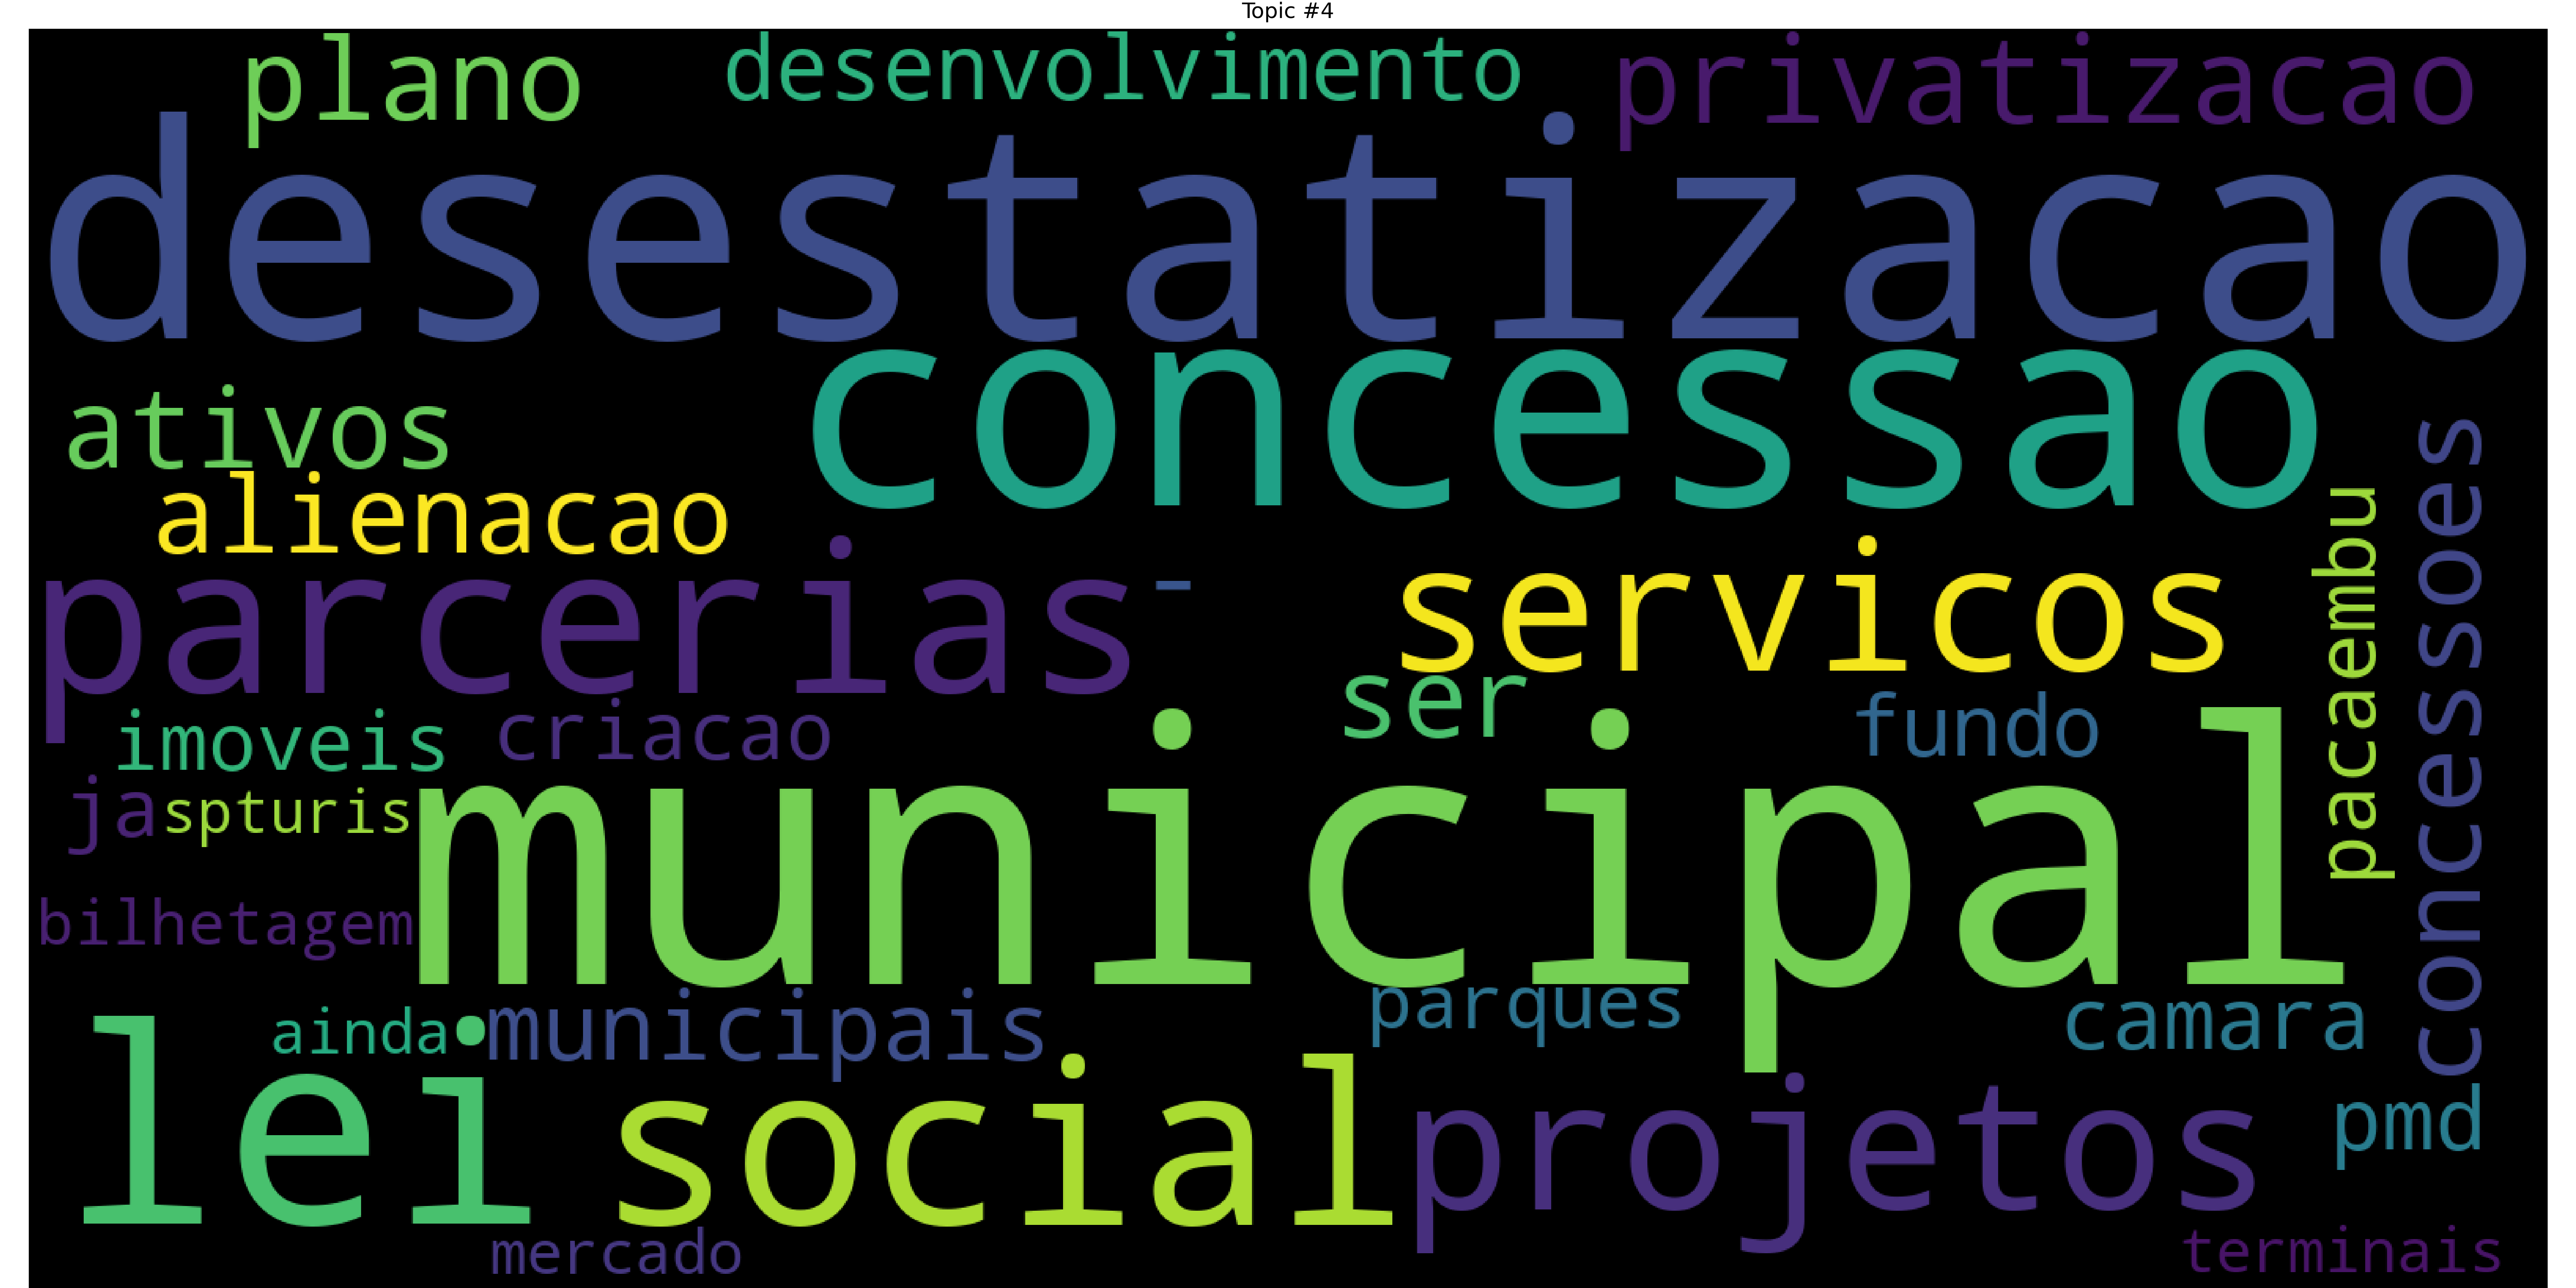 Topic #4
plano
desenvolvimento
privatizacao
desestatizacao
concessao
ativos
alienacao
parcerias
-
servicos
pacaembu
concessoes
ser
fundo
imoveis
criacao
ja
spturis
municipal
bilhetagem
ainda
municipais
parques
camara
lei
social
projetos
pmd
mercado
terminais